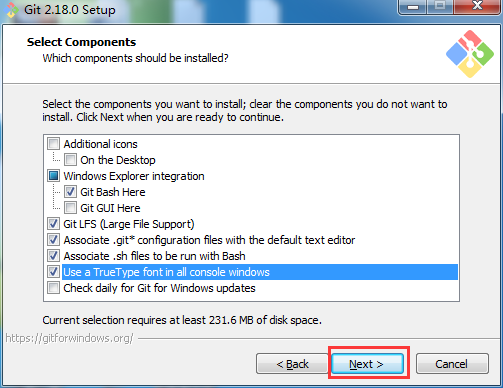 Git 2.18.0 Setup
Select Components
Which components should be installed?
Select the components you want to install; clear the components you do not want to
install. Click Next when you are ready to continue.
Additional icons
On the Desktop
Windows Explorer integration
Git Bash Here
Git GUI Here
Git LFS (Large File Support)
Associate .git* configuration files with the default text editor
Associate .sh files to be run with Bash
Use a TrueType font in all console windows
Check daily for Git for Windows updates
Current selection requires at least 231.6 MB of disk space.
https://gitforwindows.org/
< Back
Next >
Cancel